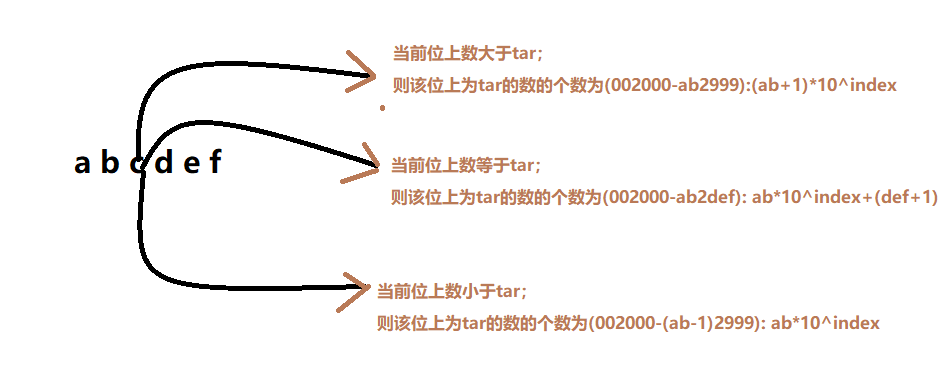 当前位上数大于tar；
则该位上为tar的数的个数为(002000-ab2999):(ab+1)*10^index
a b c d e f
当前位上数等于tar；
则该位上为tar的数的个数为(002000-ab2def): ab*10^index+(def+1)
当前位上数小于tar；
则该位上为tar的数的个数为(002000-(ab-1)2999): ab*10^index